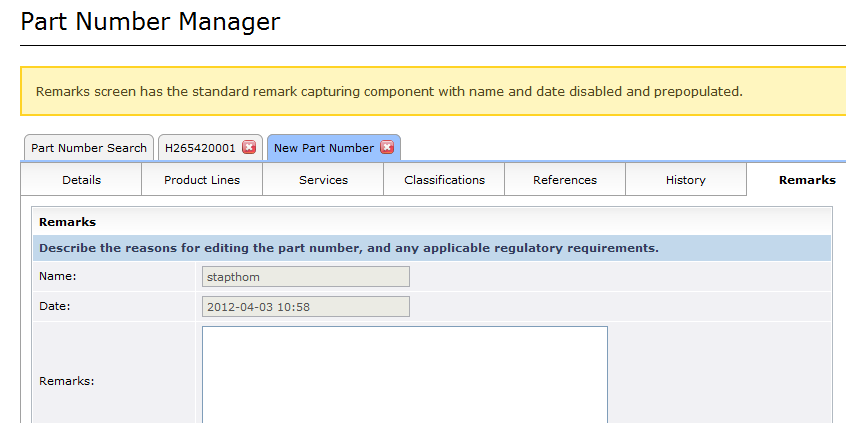 Part Number Manager
Remarks screen has the standard remark capturing component with name and date disabled and prepopulated.
Part Number Search H265420001 New Part Number
Details Product Lines Services Classifications References History Remarks
Remarks
Describe the reasons for editing the part number, and any applicable regulatory requirements.
Name: stapthom
Date: 2012-04-03 10:58
Remarks: